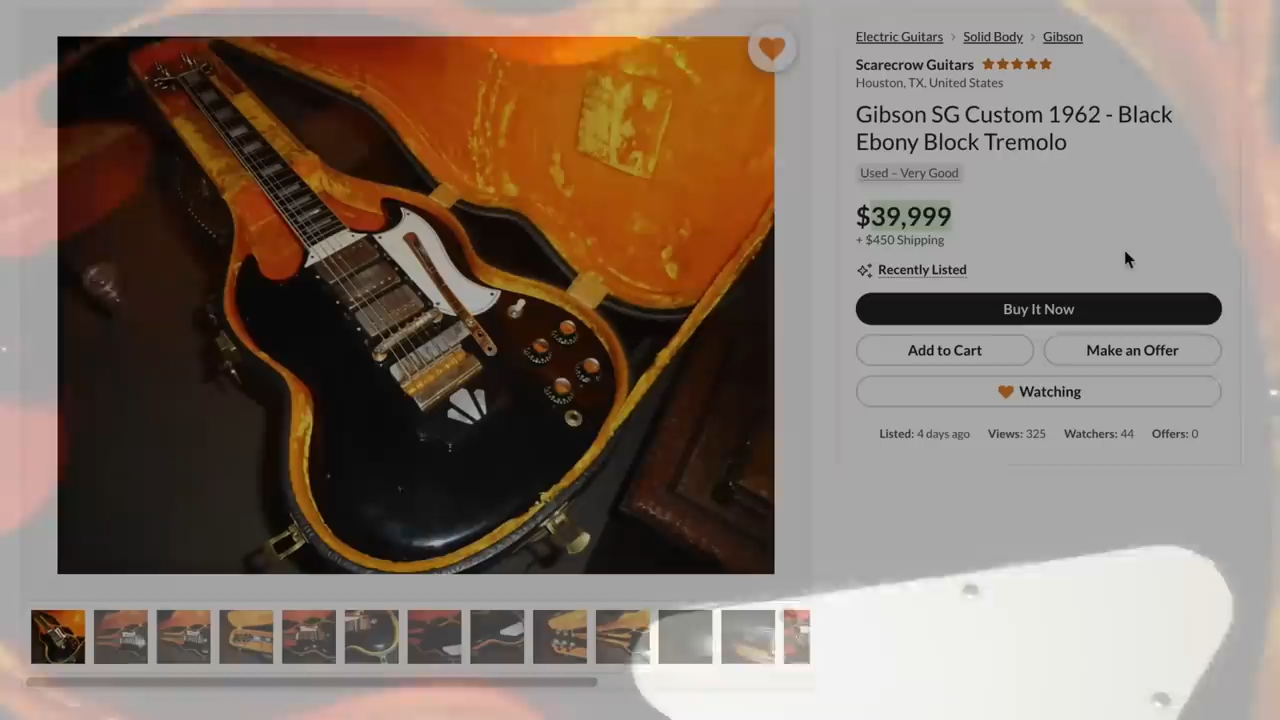 Electric Guitars > Solid Body > Gibson
Scarecrow Guitars
Houston, TX, United States
Gibson SG Custom 1962 - Black
Ebony Block Tremolo
Used – Very Good
$39,999
+ $450 Shipping
Recently Listed
Buy It Now
Add to Cart
Make an Offer
Watching
Listed: 4 days ago Views: 325 Watchers: 44 Offers: 0